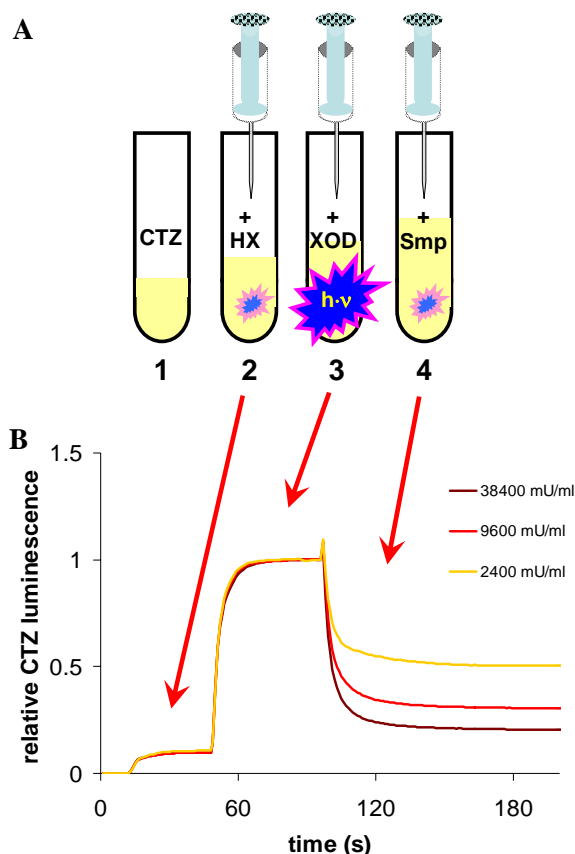 A
+ + +
CTZ HX XOD Smp
h·ν
1 2 3 4
B
relative CTZ luminescence
1.5
1
0.5
0
38400 mU/ml
9600 mU/ml
2400 mU/ml
0 60 120 180
time (s)